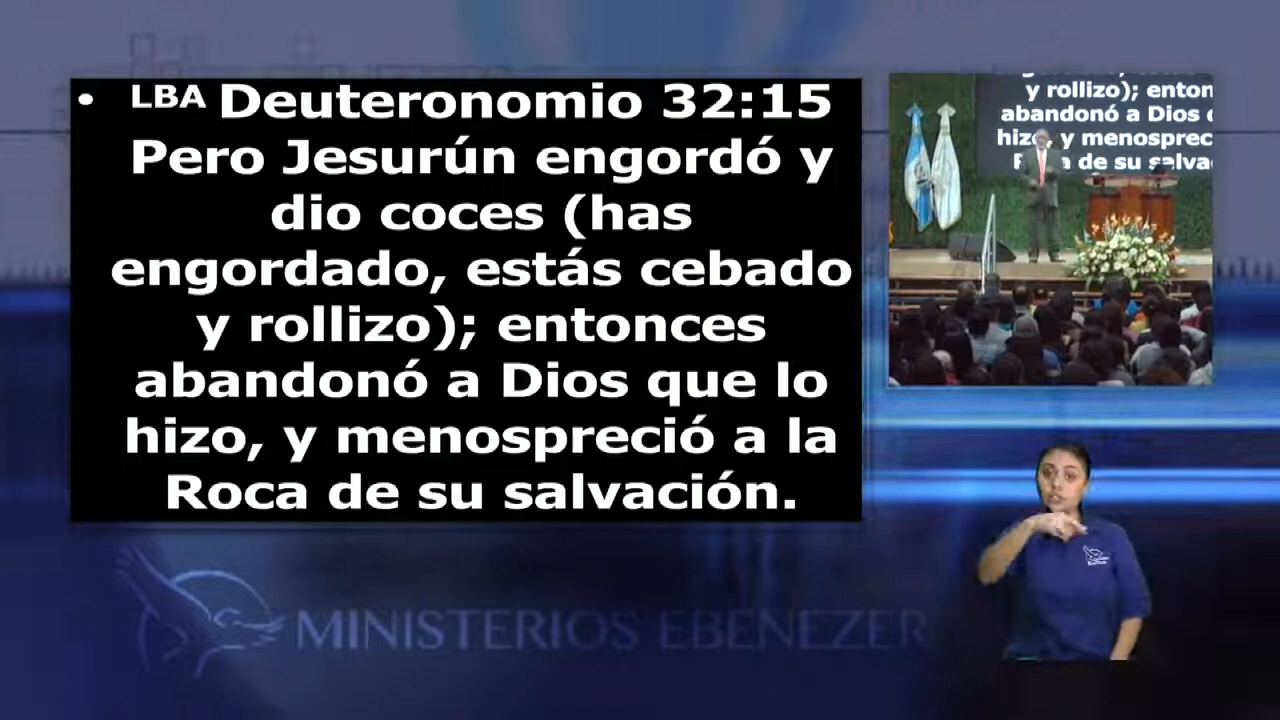 • LBA Deuteronomio 32:15
Pero Jesurún engordó y
dio coces (has
engordado, estás cebado
y rollizo); entonces
abandonó a Dios que lo
hizo, y menospreció a la
Roca de su salvación.
y rollizo); enton
abandonó a Dios
hizo, y menosprec
de su salva
MINISTERIOS EBENEZER